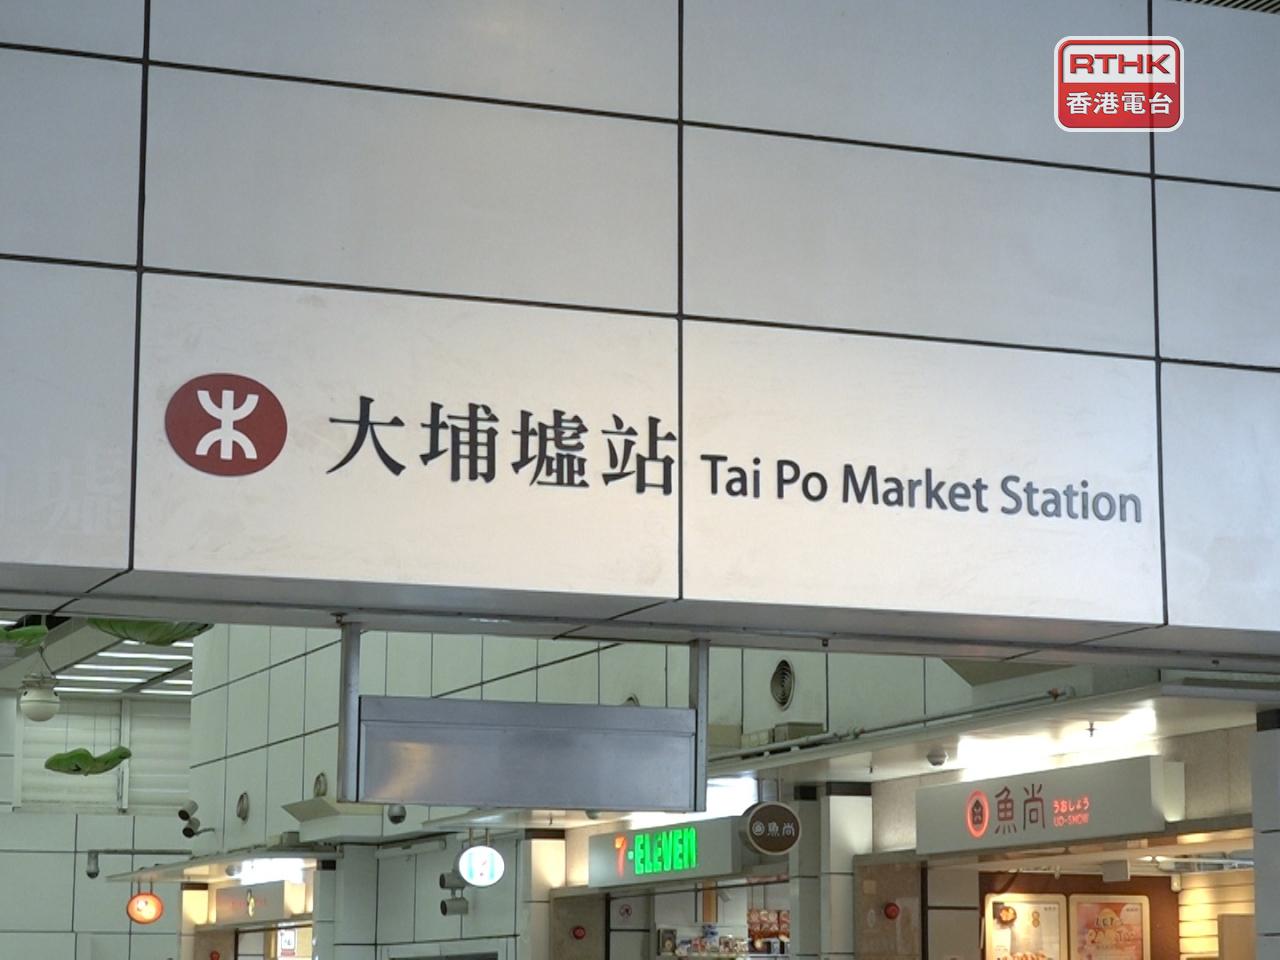 RTHK
香港電台
大埔墟站 Tai Po Market Station
7-ELEVEN
魚尚
魚尚
うおしょう
UO-SHOW
LET'S